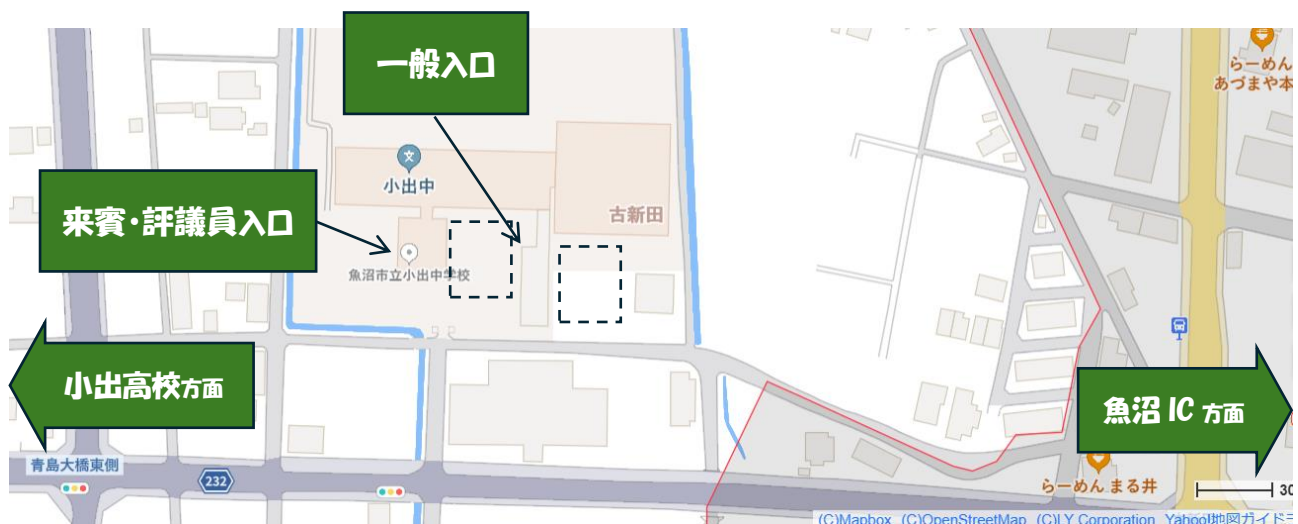 一般入口
らーめん
あづまや本
小出中
来賓・評議員入口
古新田
魚沼市立小出中学校
小出高校方面
魚沼 IC 方面
青島大橋東側
232
らーめん まる井
30
(C)Mapbox (C)OpenStreetMap (C)LY Corporation Yahoo!地図ガイドラ